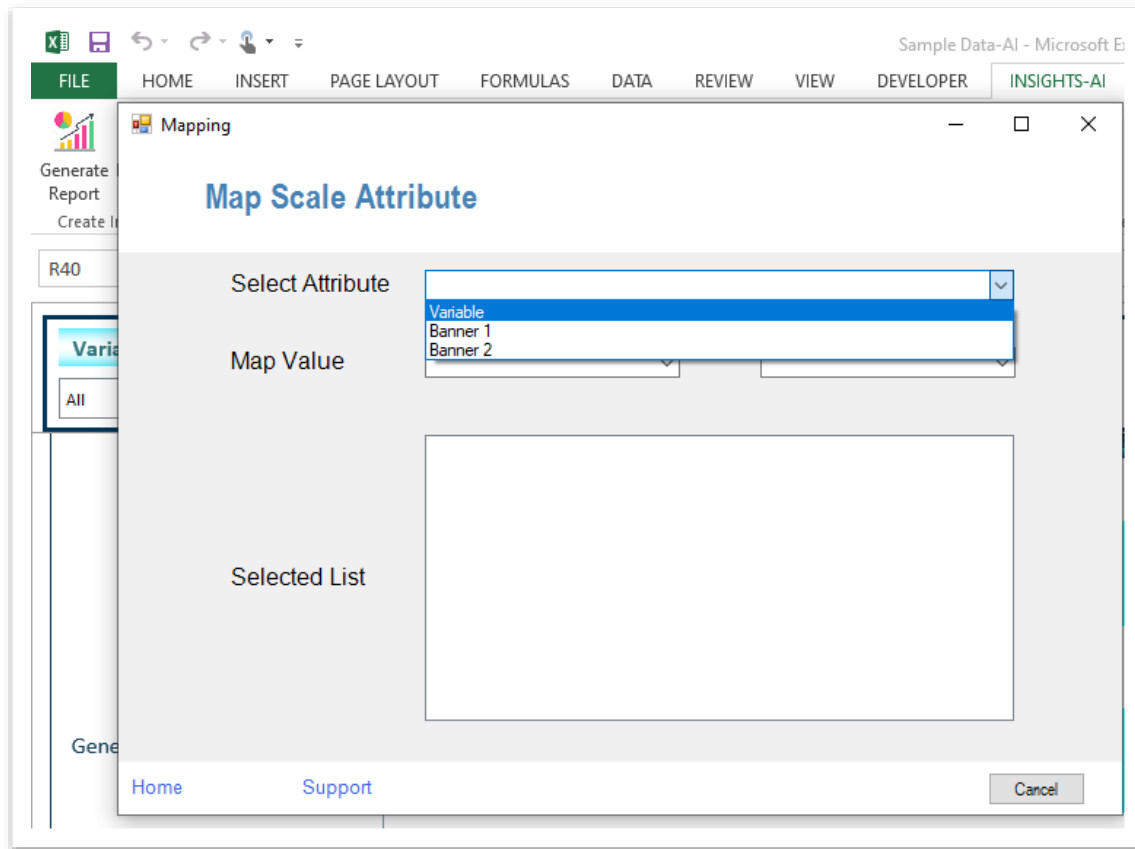 Sample Data-AI - Microsoft E
FILE HOME INSERT PAGE LAYOUT FORMULAS DATA REVIEW VIEW DEVELOPER INSIGHTS-AI
Mapping
Generate
Report
Create I
Map Scale Attribute
R40
Select Attribute
Variable
Banner 1
Banner 2
Varia
Map Value
All
Selected List
Gene
Home Support Cancel